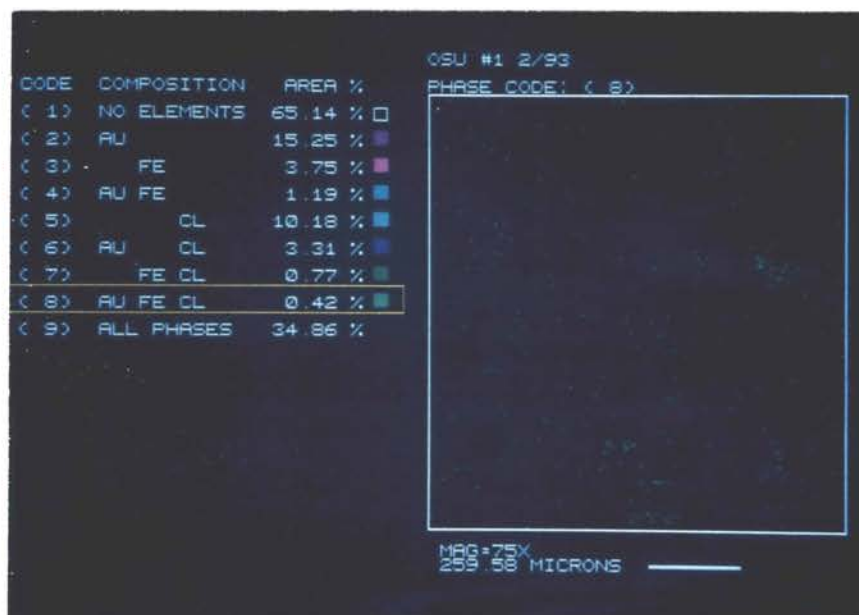 CODE COMPOSITION AREA %
( 1) NO ELEMENTS 65.14 %
( 2) AU 15.25 %
( 3) FE 3.75 %
( 4) AU FE 1.19 %
( 5) CL 10.18 %
( 6) AU CL 3.31 %
( 7) FE CL 0.77 %
( 8) AU FE CL 0.42 %
( 9) ALL PHASES 34.86 %
OSU #1 2/93
PHASE CODE: ( 8)
MAG=75X
259.58 MICRONS